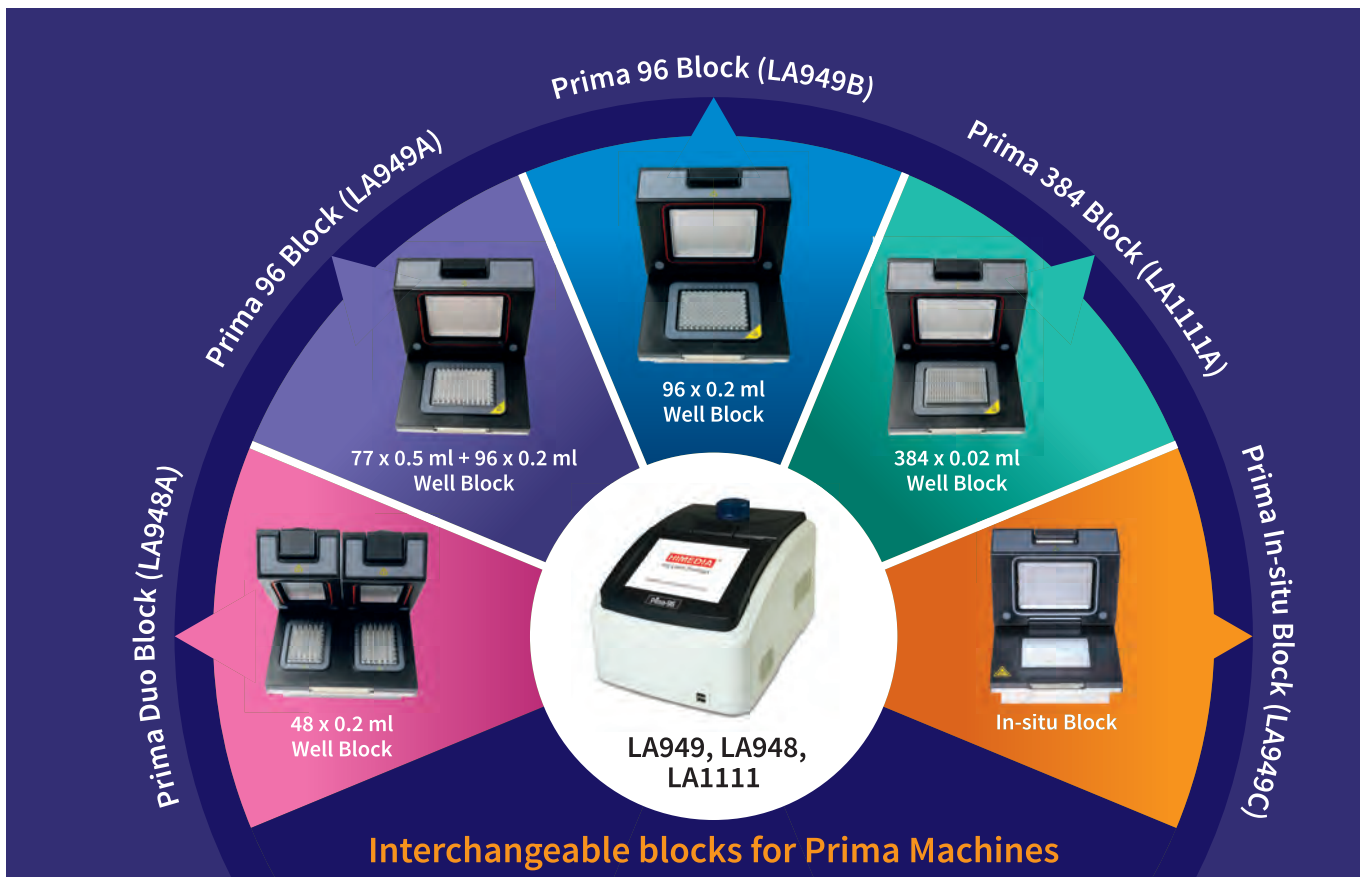 Prima 96 Block (LA949B)
Prima 96 Block (LA949A)
Prima 384 Block (LA1111A)
Prima Duo Block (LA948A)
Prima In-situ Block (LA949C)
96 x 0.2 ml
Well Block
77 x 0.5 ml + 96 x 0.2 ml
Well Block
384 x 0.02 ml
Well Block
48 x 0.2 ml
Well Block
In-situ Block
HIMEDIA
LA949, LA948,
LA1111
Interchangeable blocks for Prima Machines